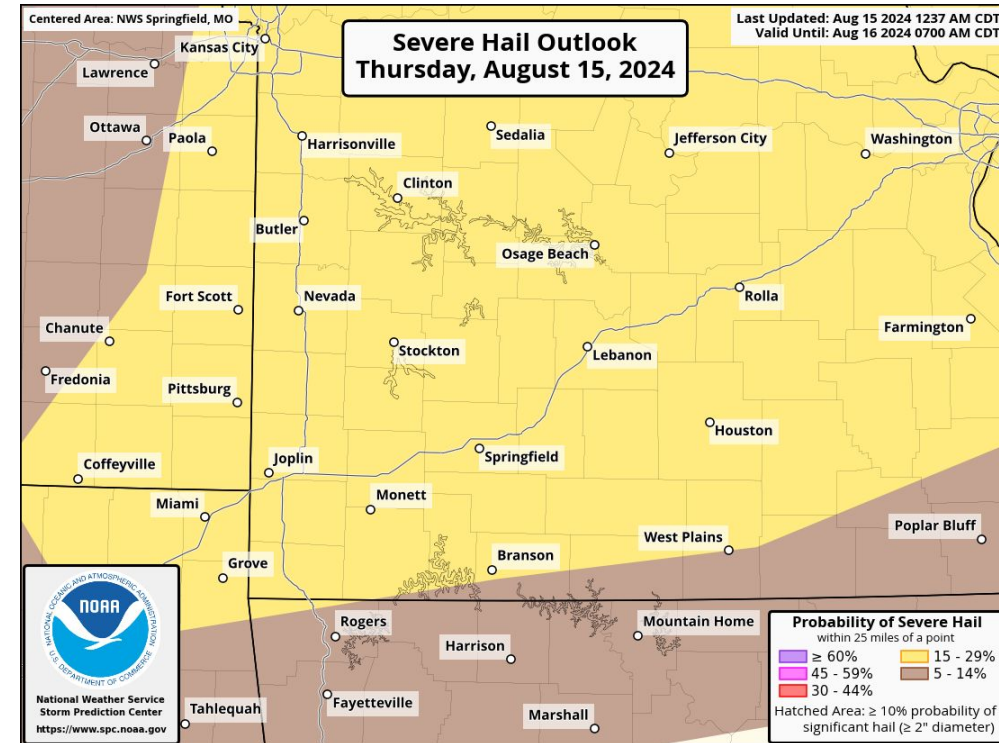 Centered Area: NWS Springfield, MO
Severe Hail Outlook
Thursday, August 15, 2024
Last Updated: Aug 15 2024 1237 AM CDT
Valid Until: Aug 16 2024 0700 AM CDT
Kansas City
Lawrence
Ottawa
Paola
Harrisonville
Sedalia
Jefferson City
Washington
Clinton
Butler
Osage Beach
Fort Scott
Nevada
Rolla
Chanute
Stockton
Lebanon
Farmington
Fredonia
Pittsburg
Houston
Coffeyville
Joplin
Springfield
Miami
Monett
West Plains
Poplar Bluff
Grove
Branson
Rogers
Harrison
Mountain Home
Tahlequah
Fayetteville
Marshall
NATIONAL OCEANIC AND ATMOSPHERIC ADMINISTRATION
NOAA
U.S. DEPARTMENT OF COMMERCE
National Weather Service
Storm Prediction Center
https://www.spc.noaa.gov
Probability of Severe Hail
within 25 miles of a point
≥ 60%
45 - 59%
30 - 44%
15 - 29%
5 - 14%
Hatched Area: ≥ 10% probability of
significant hail (≥ 2" diameter)